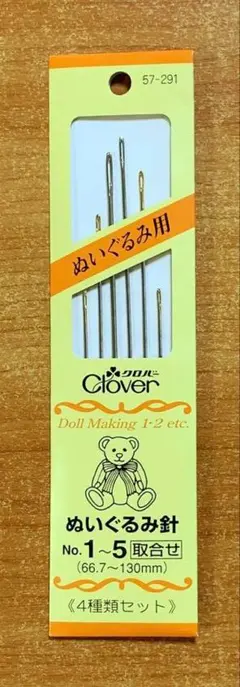 57-291
ぬいぐるみ用
クロバー
Clover
Doll Making 1・2 etc.
ぬいぐるみ針
No.1〜5 取合せ
(66.7〜130mm)
《4種類セット》